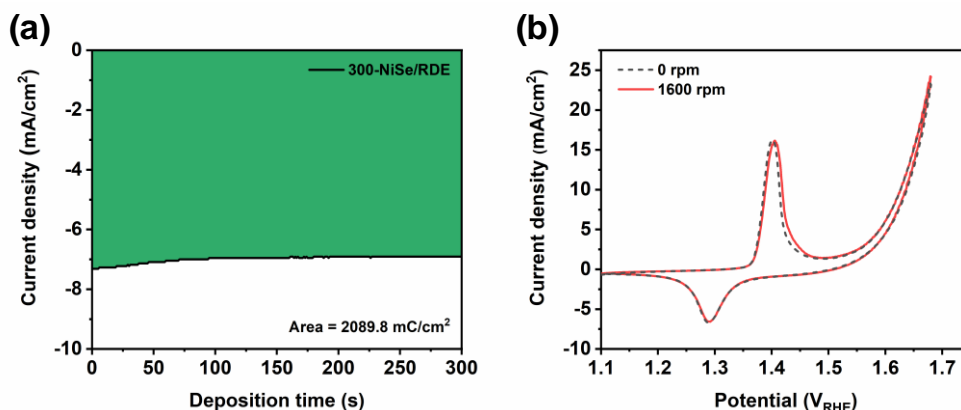 (a)
0
-2
-4
-6
-8
-10
Current density (mA/cm²)
300-NiSe/RDE
Area = 2089.8 mC/cm²
0 50 100 150 200 250 300
Deposition time (s)
(b)
25
20
15
10
5
0
-5
-10
Current density (mA/cm²)
0 rpm
1600 rpm
1.1 1.2 1.3 1.4 1.5 1.6 1.7
Potential (V_RHE)